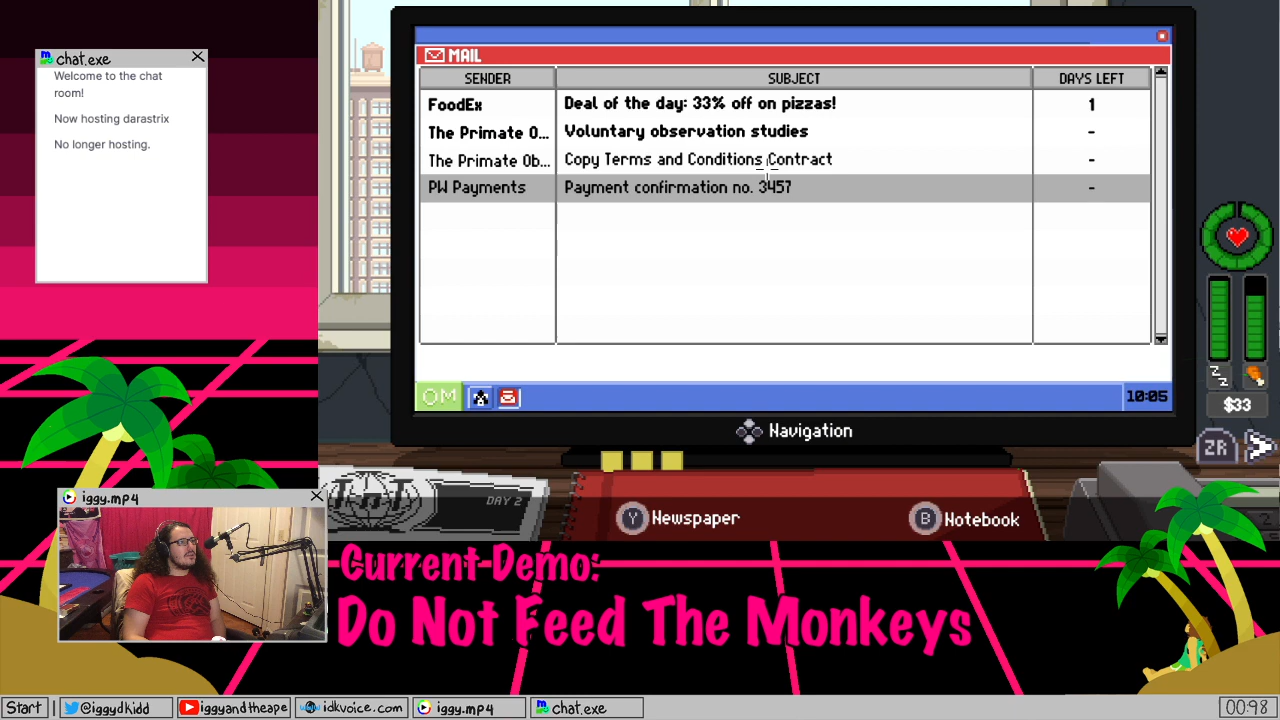 chat.exe
Welcome to the chat
room!
Now hosting darastrix
No longer hosting.
MAIL
SENDER SUBJECT DAYS LEFT
FoodEx Deal of the day: 33% off on pizzas! 1
The Primate O... Voluntary observation studies -
The Primate Ob... Copy Terms and Conditions Contract -
PW Payments Payment confirmation no. 3457 -
OM 10:05
Navigation
zz
$33
ZR
DAY 2
Y Newspaper
B Notebook
iggy.mp4
Current Demo:
Do Not Feed The Monkeys
Start @iggydkidd iggyandtheape idkvoice.com iggy.mp4 chat.exe 00:98